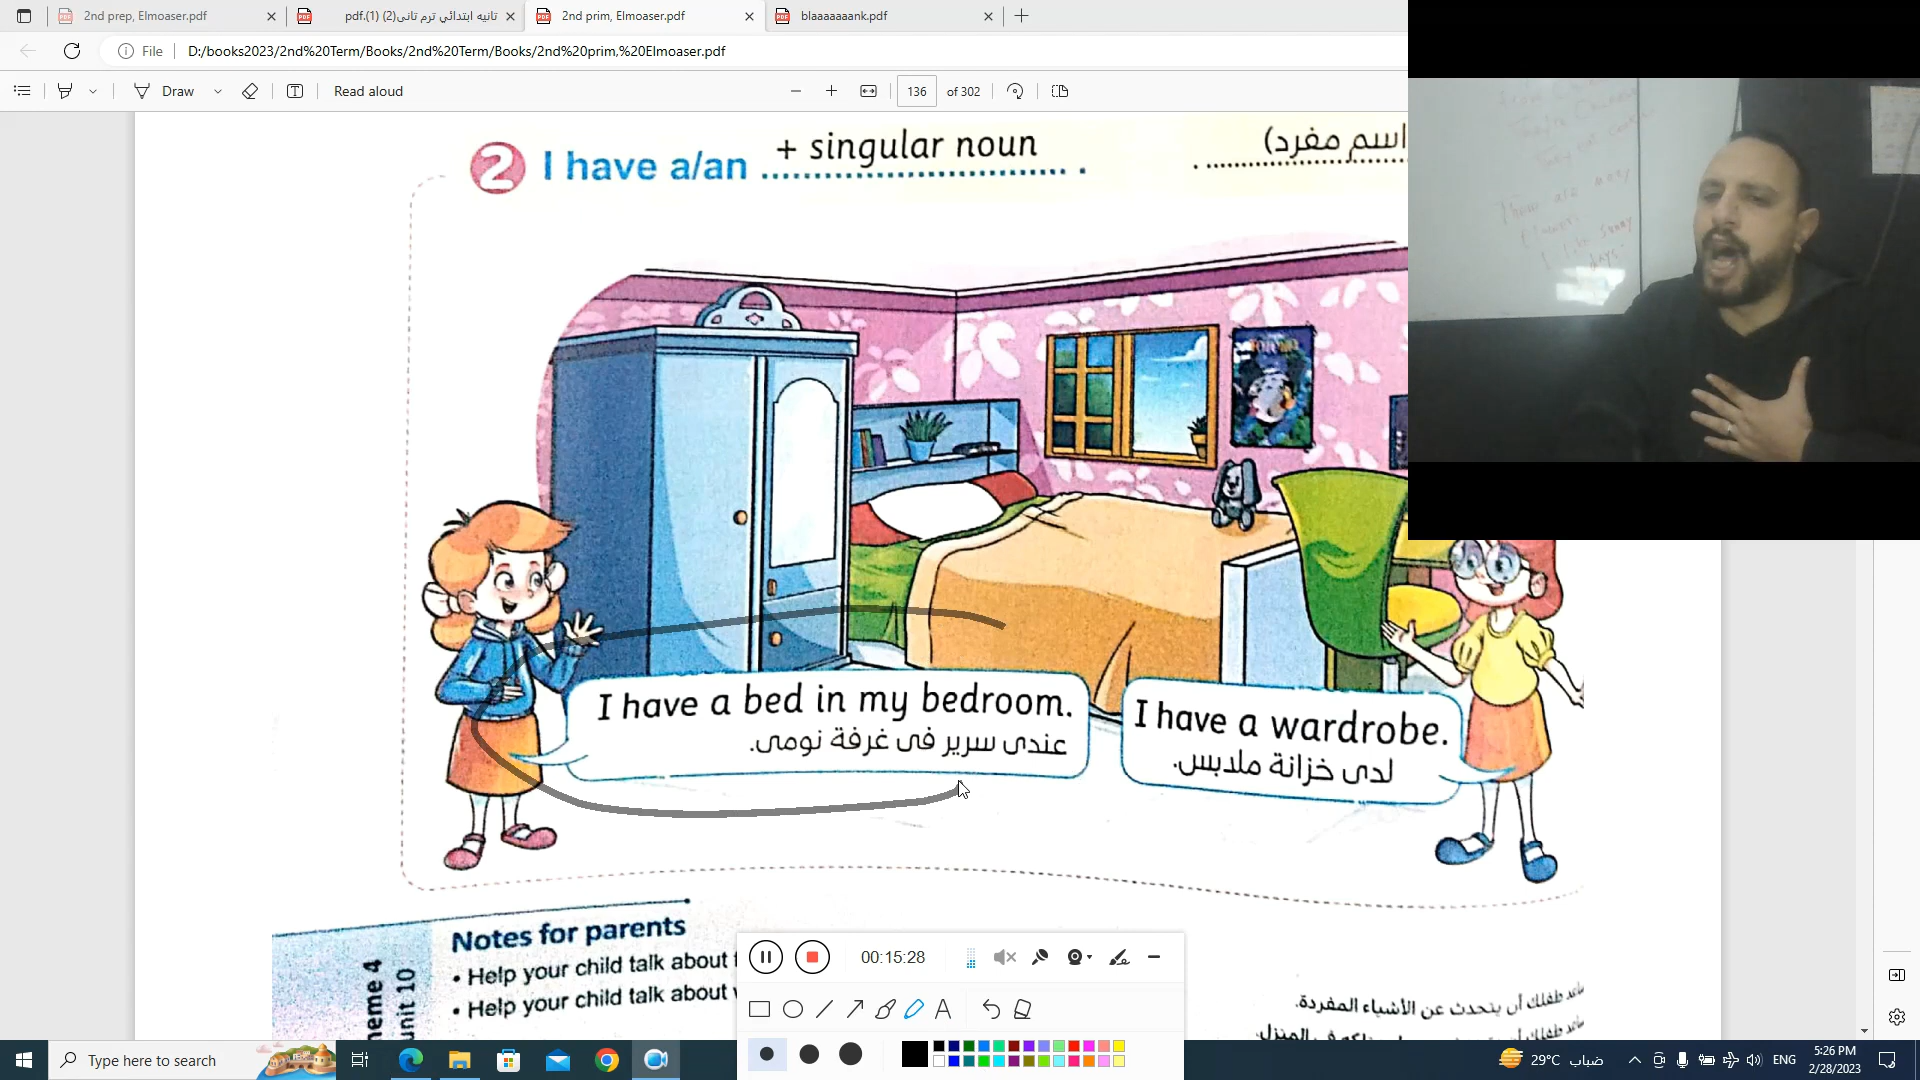 2nd prep, Elmoaser.pdf
تانيه ابتدائي ترم تانى(2) (1).pdf
2nd prim, Elmoaser.pdf
blaaaaaaank.pdf
File
D:/books2023/2nd%20Term/Books/2nd%20Term/Books/2nd%20prim,%20Elmoaser.pdf
Draw
Read aloud
136
of 302
2 I have a/an + singular noun
اسم مفرد)
I have a bed in my bedroom.
عندى سرير فى غرفة نومى.
I have a wardrobe.
لدى خزانة ملابس.
Notes for parents
• Help your child talk about
• Help your child talk about
ساعد طفلك أن يتحدث عن الأشياء المفردة.
heme 4
unit 10
00:15:28
Type here to search
29°C ضباب
ENG
5:26 PM
2/28/2023